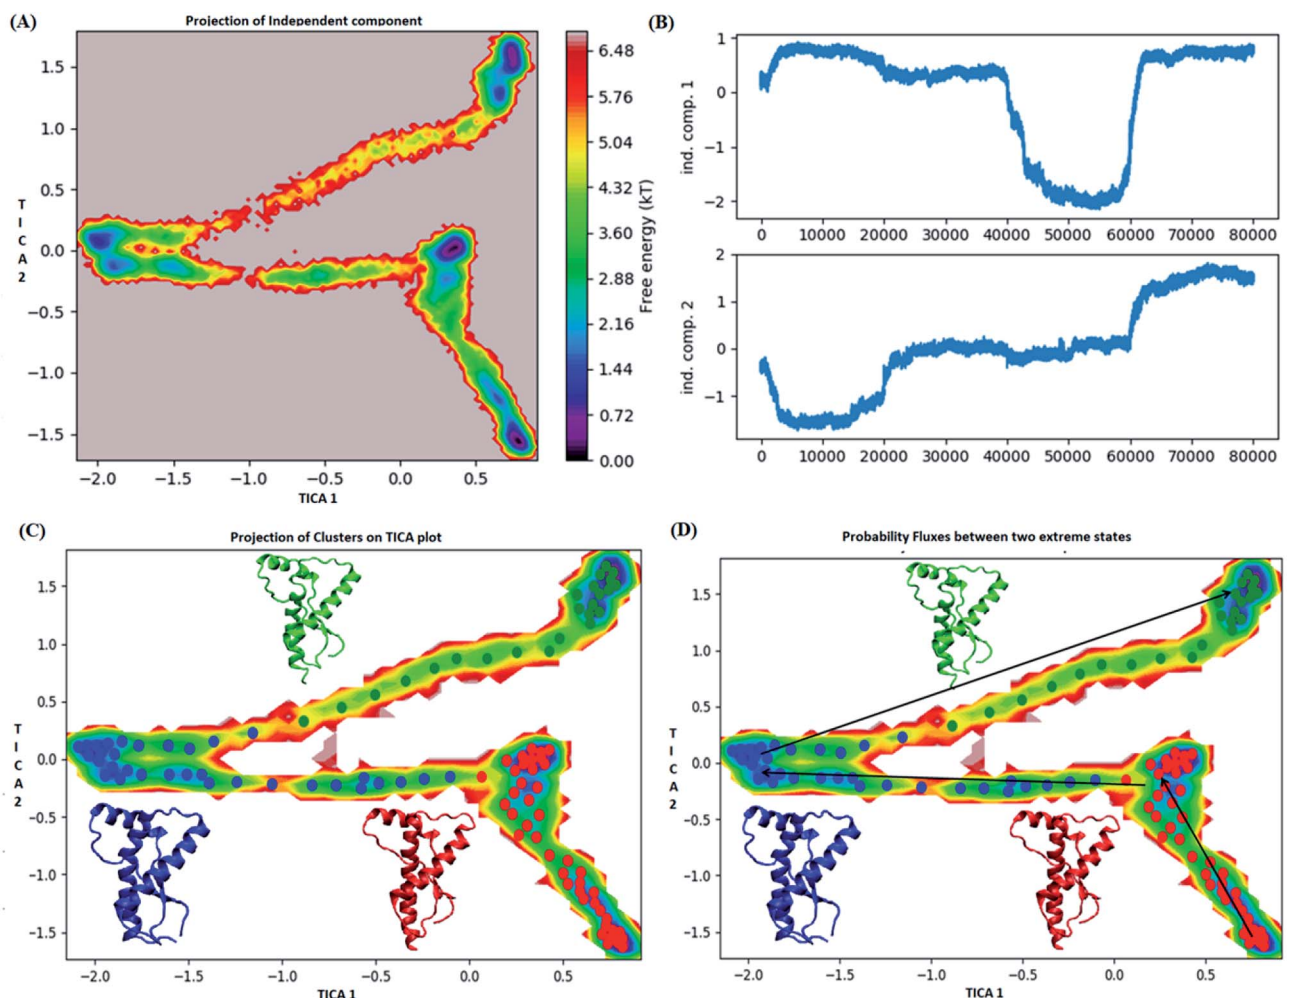 (A)
Projection of Independent component
1.5
1.0
0.5
0.0
−0.5
−1.0
−1.5
−2.0 −1.5 −1.0 −0.5 0.0 0.5
TICA 1
T
I
C
A
2
6.48
5.76
5.04
4.32
3.60
2.88
2.16
1.44
0.72
0.00
Free energy (kT)
(B)
ind. comp. 1
1
0
−1
−2
0 10000 20000 30000 40000 50000 60000 70000 80000
ind. comp. 2
2
1
0
−1
0 10000 20000 30000 40000 50000 60000 70000 80000
(C)
Projection of Clusters on TICA plot
T
I
C
A
2
1.5
1.0
0.5
0.0
−0.5
−1.0
−1.5
−2.0 −1.5 −1.0 −0.5 0.0 0.5
TICA 1
(D)
Probability Fluxes between two extreme states
T
I
C
A
2
1.5
1.0
0.5
0.0
−0.5
−1.0
−1.5
−2.0 −1.5 −1.0 −0.5 0.0 0.5
TICA 1